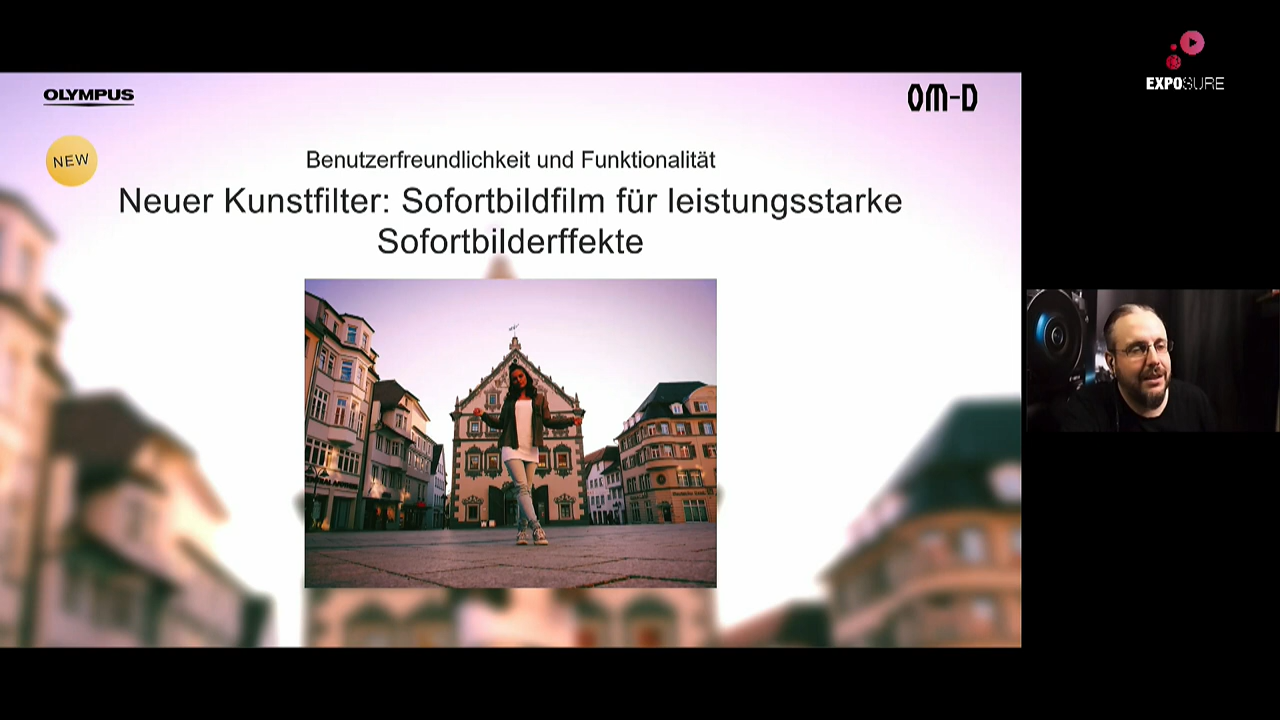 OLYMPUS
OM-D
EXPOSURE
NEW
Benutzerfreundlichkeit und Funktionalität
Neuer Kunstfilter: Sofortbildfilm für leistungsstarke
Sofortbilderffekte